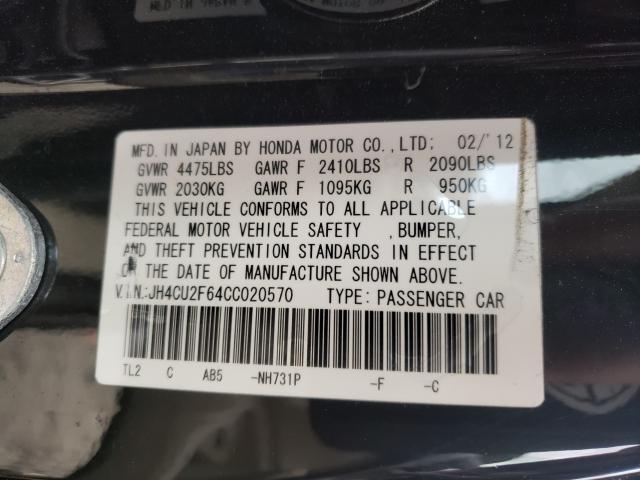 MFD. IN JAPAN BY HONDA MOTOR CO.,LTD: 02/'12
GVWR 4475LBS GAWR F 2410LBS R 2090LBS
GVWR 2030KG GAWR F 1095KG R 950KG
THIS VEHICLE CONFORMS TO ALL APPLICABLE
FEDERAL MOTOR VEHICLE SAFETY ,BUMPER,
AND THEFT PREVENTION STANDARDS IN EFFECT
ON THE DATE OF MANUFACTURE SHOWN ABOVE.
V.I.N.:JH4CU2F64CC020570 TYPE: PASSENGER CAR
TL2 C AB5 -NH731P -F -C